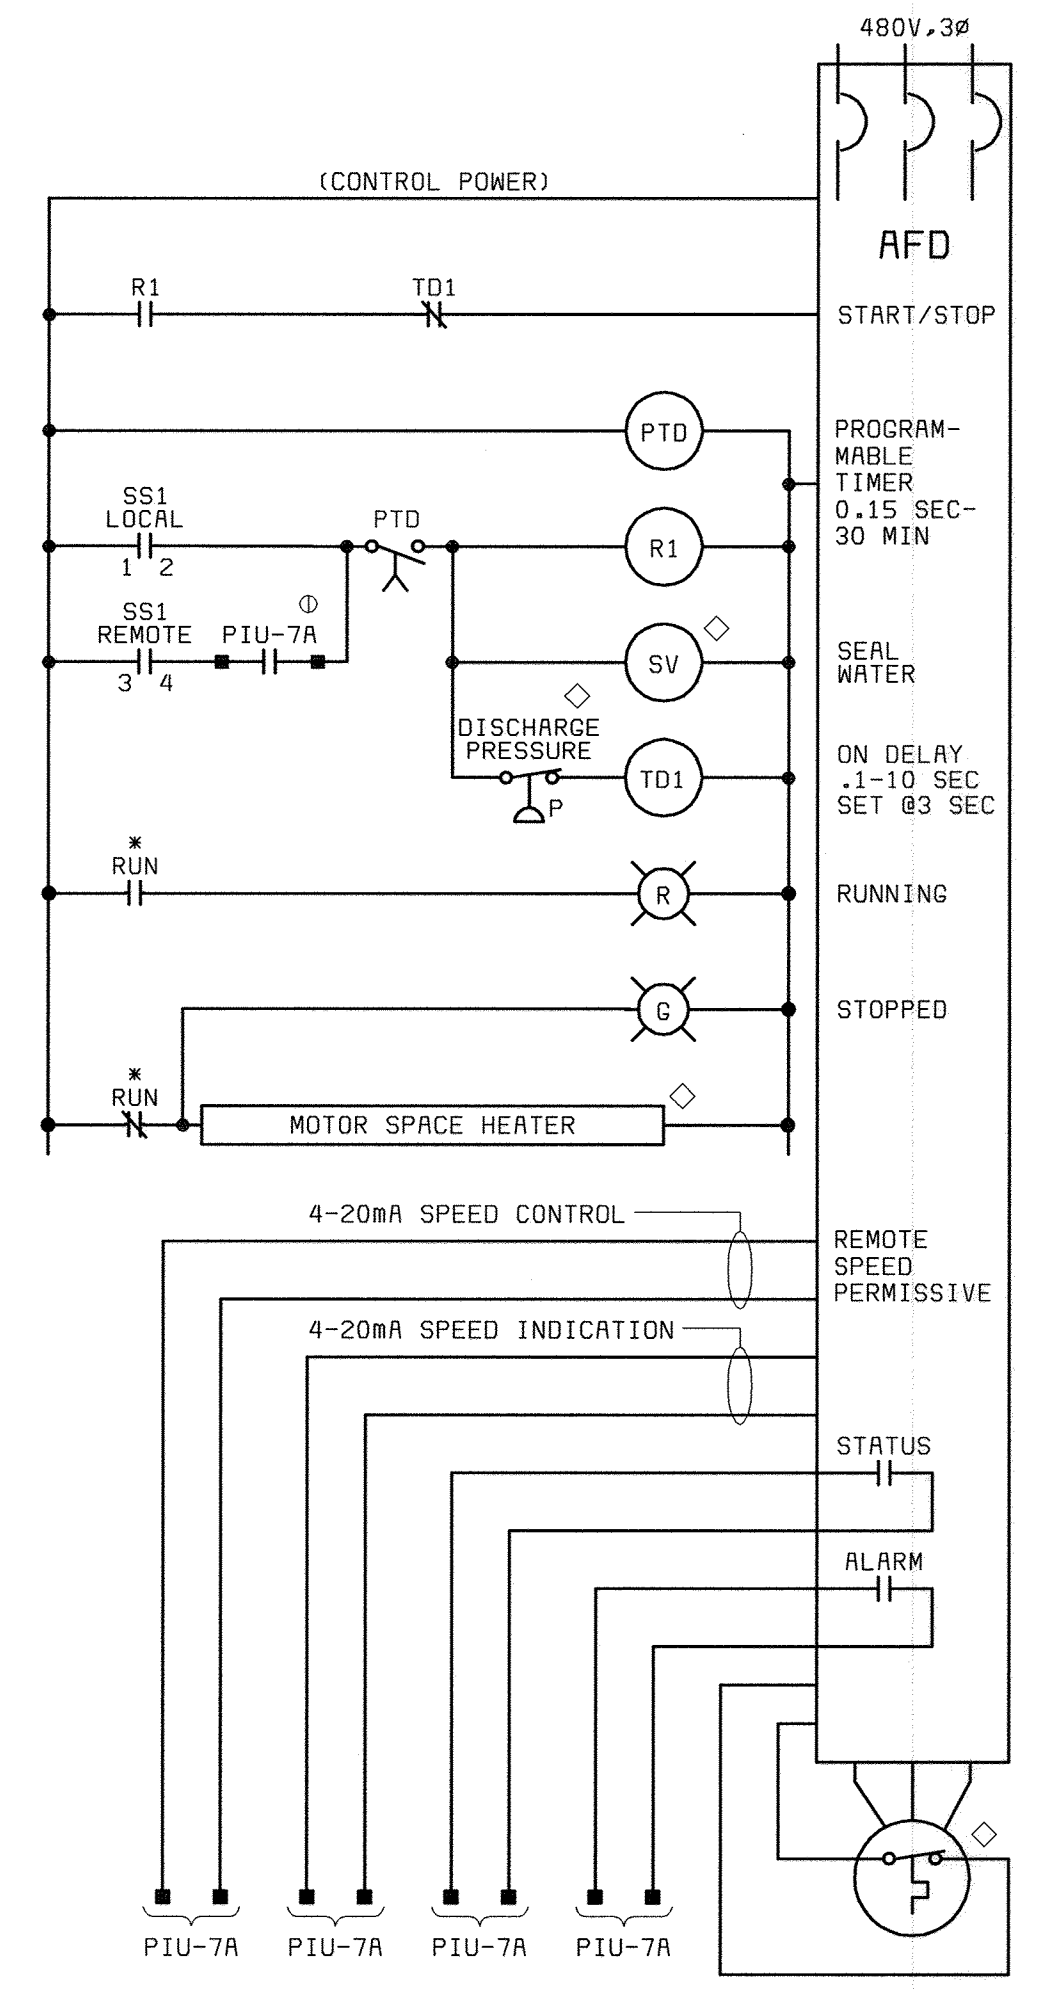 480V,3Ø
(CONTROL POWER)
AFD
R1
TD1
START/STOP
PTD
PROGRAM-
MABLE
TIMER
0.15 SEC-
30 MIN
SS1
LOCAL
1 2
PTD
R1
SS1
REMOTE
3 4
PIU-7A
SV
SEAL
WATER
DISCHARGE
PRESSURE
P
TD1
ON DELAY
.1-10 SEC
SET @3 SEC
*
RUN
R
RUNNING
G
STOPPED
*
RUN
MOTOR SPACE HEATER
4-20mA SPEED CONTROL
REMOTE
SPEED
PERMISSIVE
4-20mA SPEED INDICATION
STATUS
ALARM
PIU-7A
PIU-7A
PIU-7A
PIU-7A